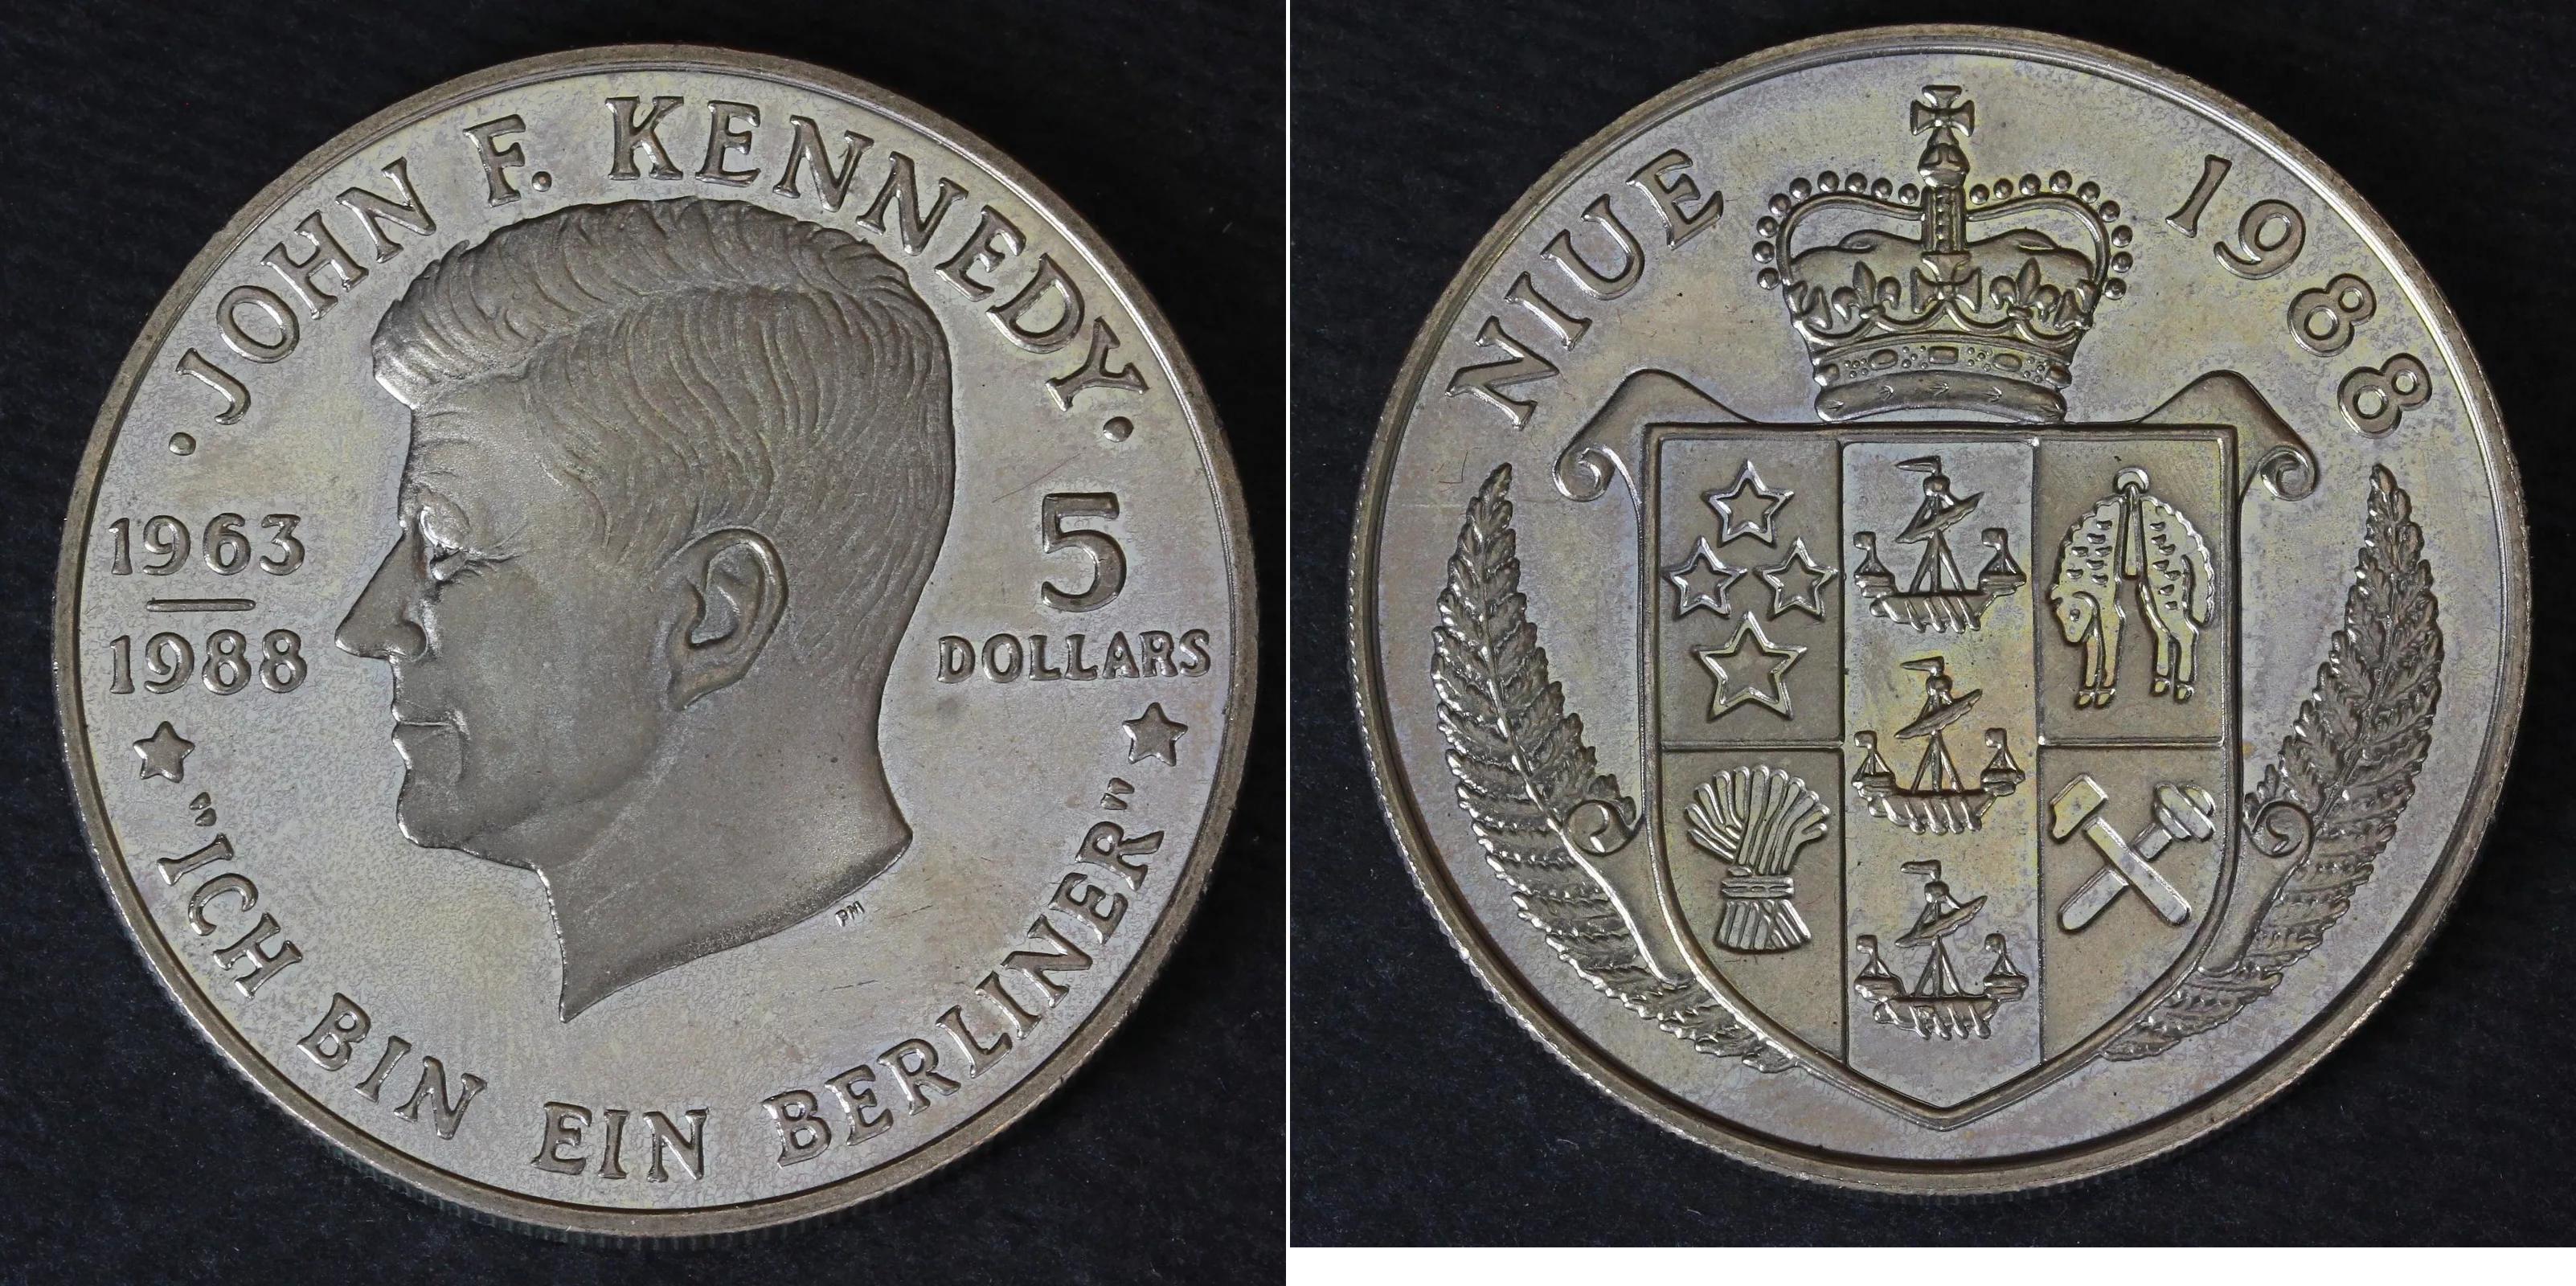 · JOHN F. KENNEDY ·
1963
1988
5
DOLLARS
"ICH BIN EIN BERLINER"
PM
NIUE 1988